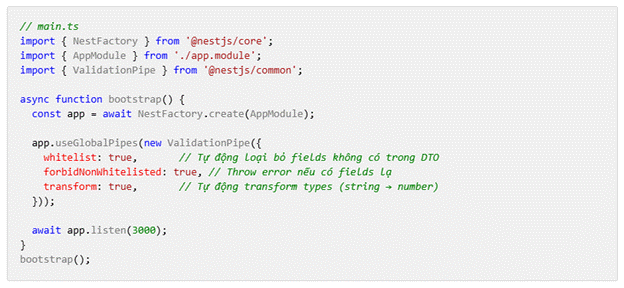 // main.ts
import { NestFactory } from '@nestjs/core';
import { AppModule } from './app.module';
import { ValidationPipe } from '@nestjs/common';

async function bootstrap() {
  const app = await NestFactory.create(AppModule);

  app.useGlobalPipes(new ValidationPipe({
    whitelist: true,       // Tự động loại bỏ fields không có trong DTO
    forbidNonWhitelisted: true, // Throw error nếu có fields lạ
    transform: true,       // Tự động transform types (string → number)
  }));

  await app.listen(3000);
}
bootstrap();